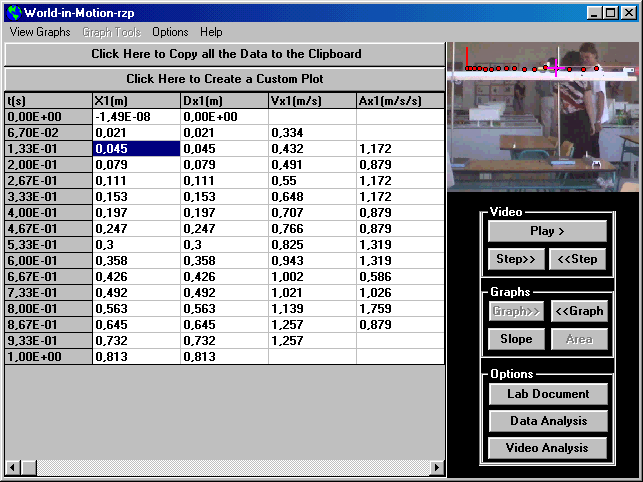 World-in-Motion-rzp
View Graphs Graph Tools Options Help
Click Here to Copy all the Data to the Clipboard
Click Here to Create a Custom Plot
t(s) X1(m) Dx1(m) Vx1(m/s) Ax1(m/s/s)
0,00E+00 -1,49E-08 0,00E+00
6,70E-02 0,021 0,021 0,334
1,33E-01 0,045 0,045 0,432 1,172
2,00E-01 0,079 0,079 0,491 0,879
2,67E-01 0,111 0,111 0,55 1,172
3,33E-01 0,153 0,153 0,648 1,172
4,00E-01 0,197 0,197 0,707 0,879
4,67E-01 0,247 0,247 0,766 0,879
5,33E-01 0,3 0,3 0,825 1,319
6,00E-01 0,358 0,358 0,943 1,319
6,67E-01 0,426 0,426 1,002 0,586
7,33E-01 0,492 0,492 1,021 1,026
8,00E-01 0,563 0,563 1,139 1,759
8,67E-01 0,645 0,645 1,257 0,879
9,33E-01 0,732 0,732 1,257
1,00E+00 0,813 0,813
Video
Play >
Step>> <<Step
Graphs
Graph>> <<Graph
Slope Area
Options
Lab Document
Data Analysis
Video Analysis